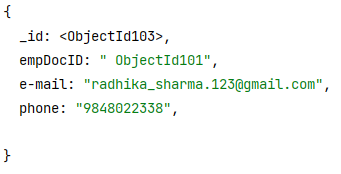 {
  _id: <ObjectId103>,
  empDocID: " ObjectId101",
  e-mail: "radhika_sharma.123@gmail.com",
  phone: "9848022338",
}